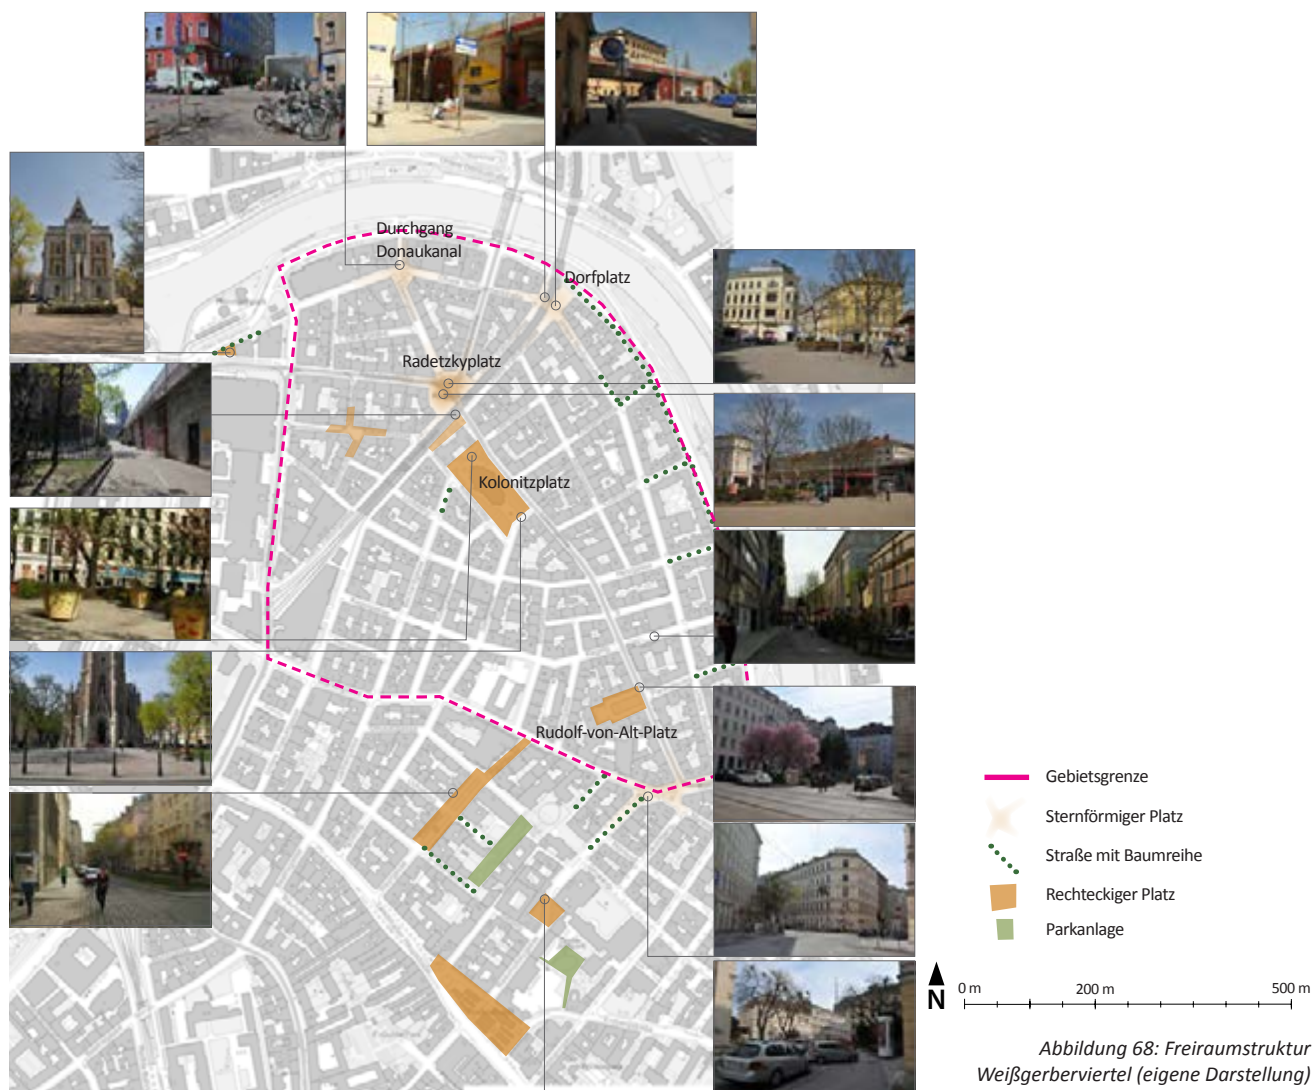 Durchgang
Donaukanal
Dorfplatz
Radetzkyplatz
Kolonitzplatz
Rudolf-von-Alt-Platz
Gebietsgrenze
Sternförmiger Platz
Straße mit Baumreihe
Rechteckiger Platz
Parkanlage
N
0 m 200 m 500 m
Abbildung 68: Freiraumstruktur
Weißgerberviertel (eigene Darstellung)